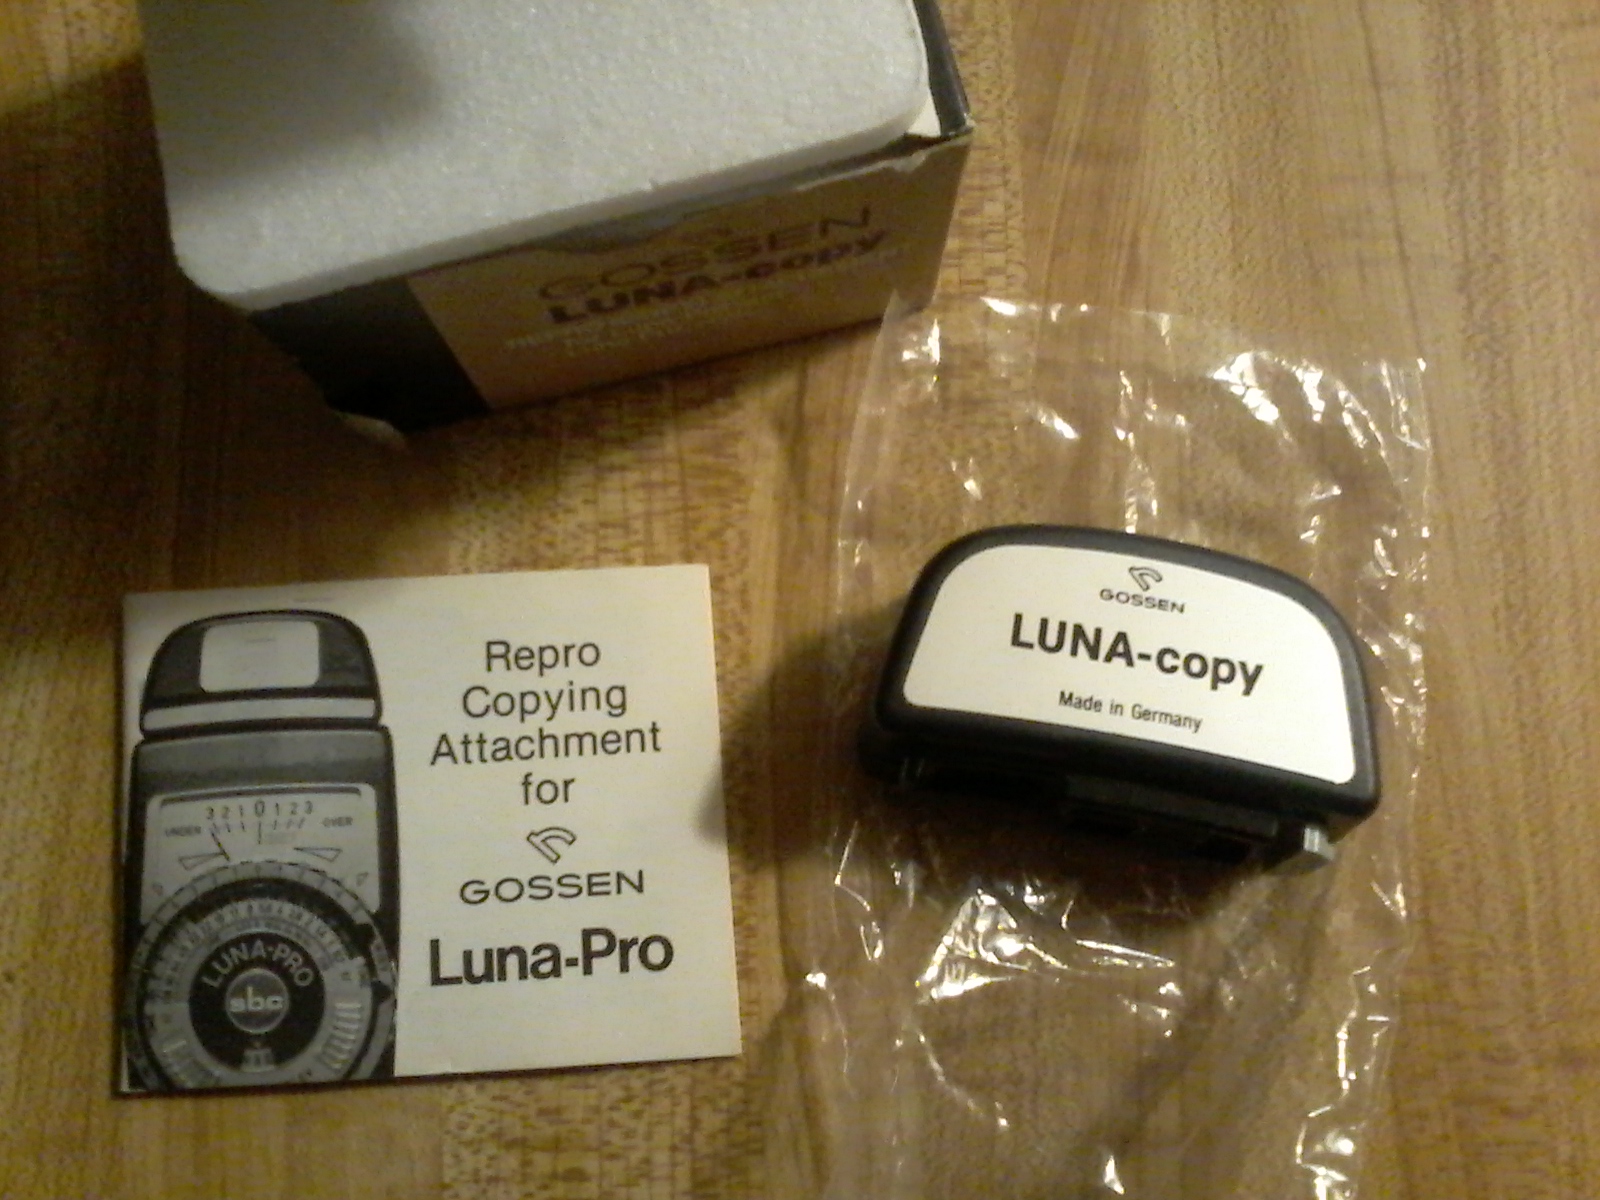 GOSSEN
LUNA-copy
Repro
Copying
Attachment
for
GOSSEN
Luna-Pro
3 2 1 0 1 2 3
UNDER
OVER
LUNA-PRO
sbc
GOSSEN
LUNA-copy
Made in Germany